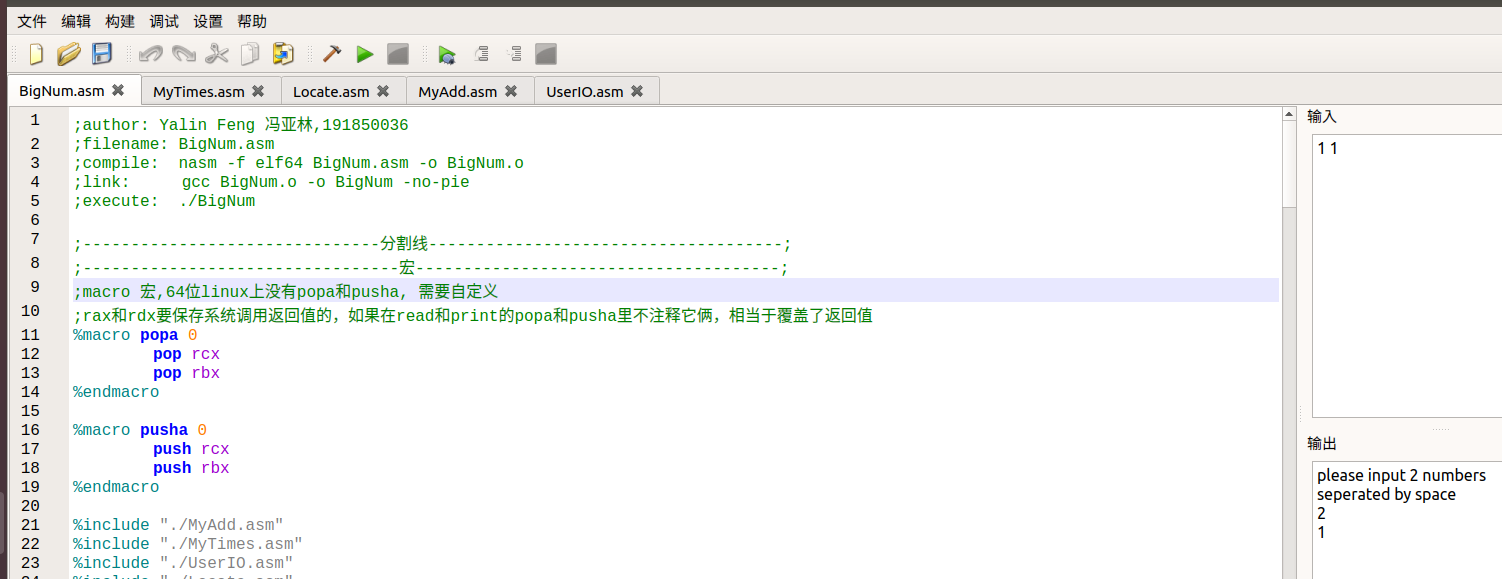 文件 编辑 构建 调试 设置 帮助
BigNum.asm MyTimes.asm Locate.asm MyAdd.asm UserIO.asm
1 ;author: Yalin Feng 冯亚林,191850036
2 ;filename: BigNum.asm
3 ;compile:  nasm -f elf64 BigNum.asm -o BigNum.o
4 ;link:     gcc BigNum.o -o BigNum -no-pie
5 ;execute:  ./BigNum
6
7 ;-------------------------------分割线-------------------------------------;
8 ;---------------------------------宏--------------------------------------;
9 ;macro 宏,64位linux上没有popa和pusha, 需要自定义
10 ;rax和rdx要保存系统调用返回值的，如果在read和print的popa和pusha里不注释它俩，相当于覆盖了返回值
11 %macro popa 0
12 pop rcx
13 pop rbx
14 %endmacro
15
16 %macro pusha 0
17 push rcx
18 push rbx
19 %endmacro
20
21 %include "./MyAdd.asm"
22 %include "./MyTimes.asm"
23 %include "./UserIO.asm"
输入
1 1
输出
please input 2 numbers
seperated by space
2
1